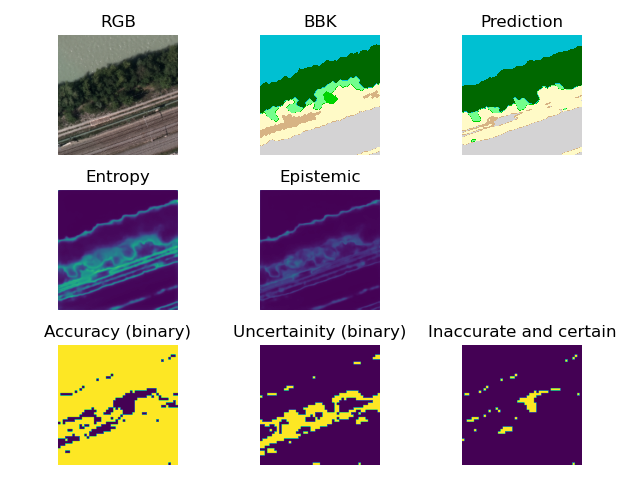 RGB
BBK
Prediction
Entropy
Epistemic
Accuracy (binary)
Uncertainity (binary)
Inaccurate and certain